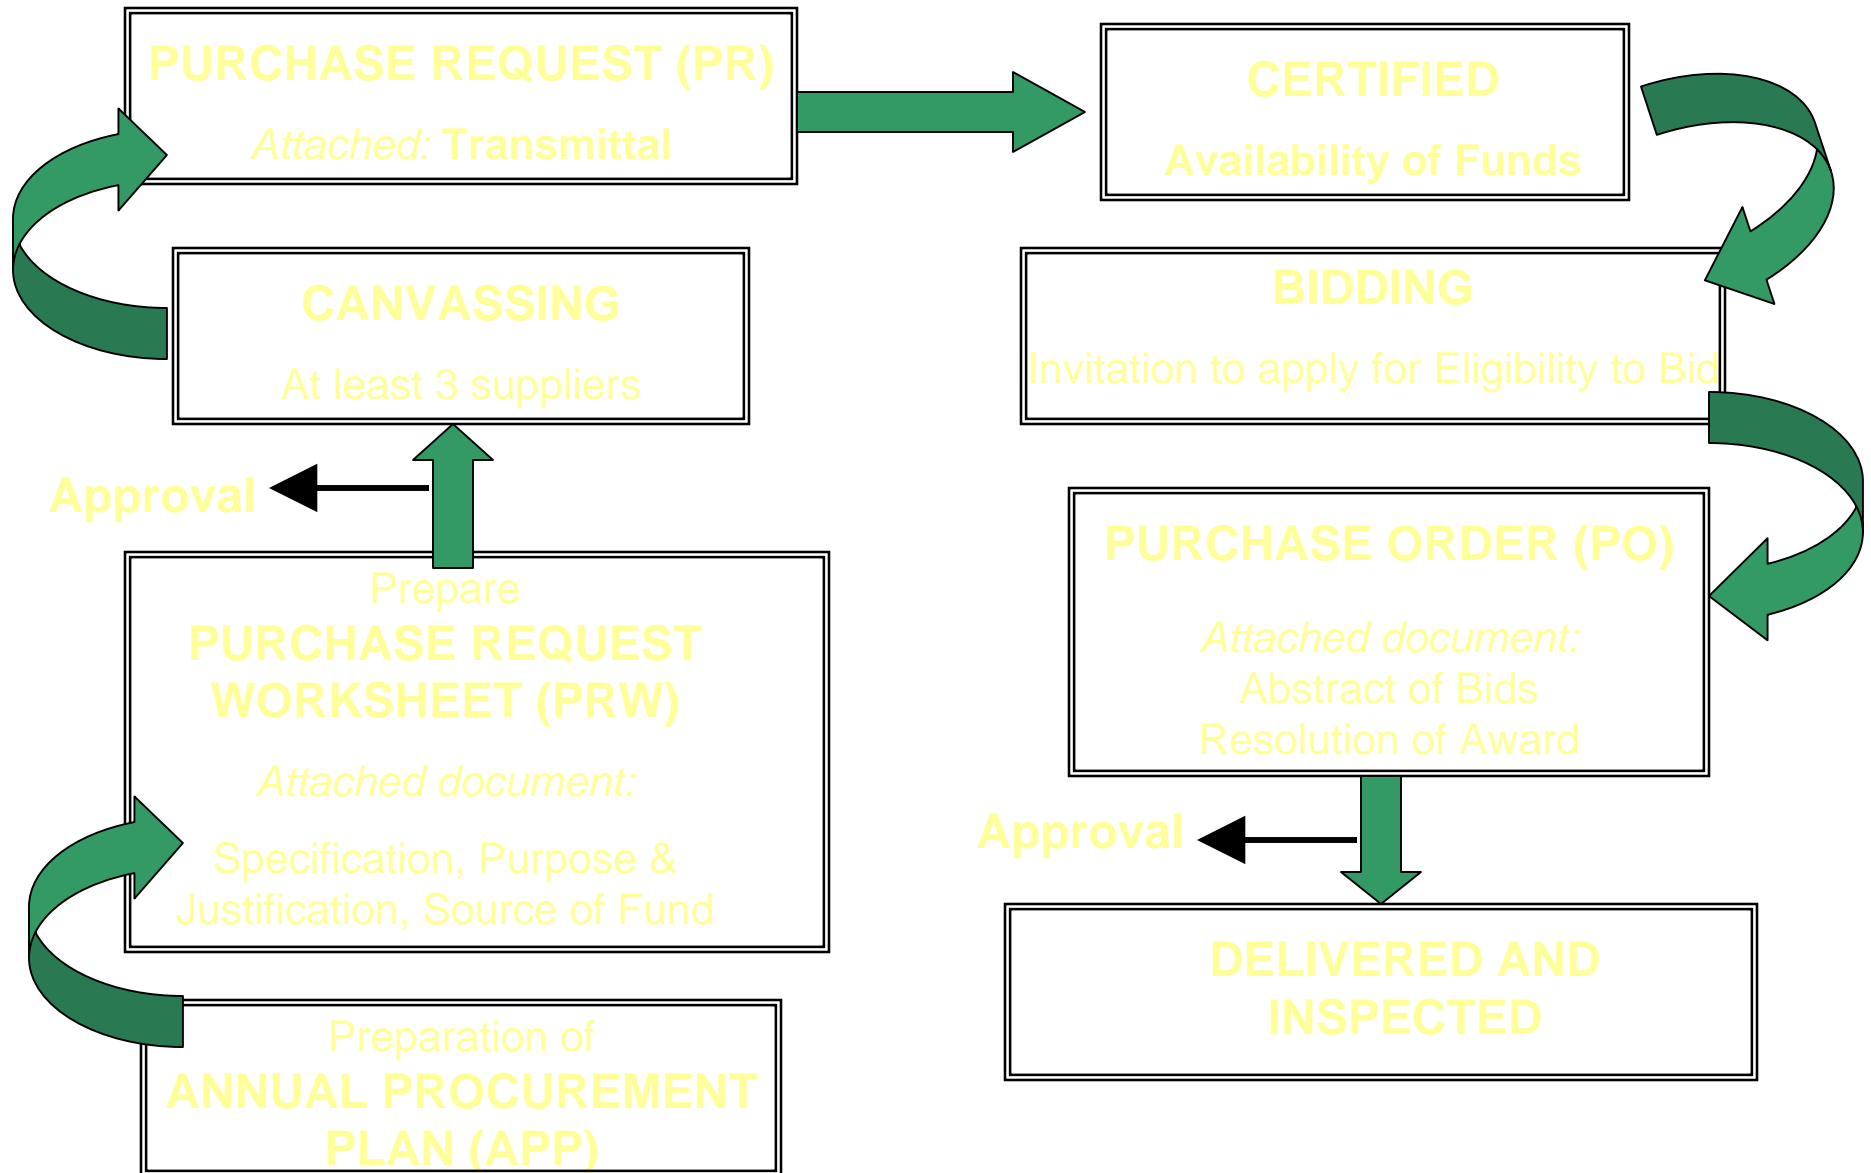 PURCHASE REQUEST (PR)
Attached: Transmittal
CERTIFIED
Availability of Funds
CANVASSING
At least 3 suppliers
BIDDING
Invitation to apply for Eligibility to Bid
Approval
PURCHASE ORDER (PO)
Attached document:
Abstract of Bids
Resolution of Award
Prepare
PURCHASE REQUEST
WORKSHEET (PRW)
Attached document:
Specification, Purpose &
Justification, Source of Fund
Approval
DELIVERED AND
INSPECTED
Preparation of
ANNUAL PROCUREMENT
PLAN (APP)